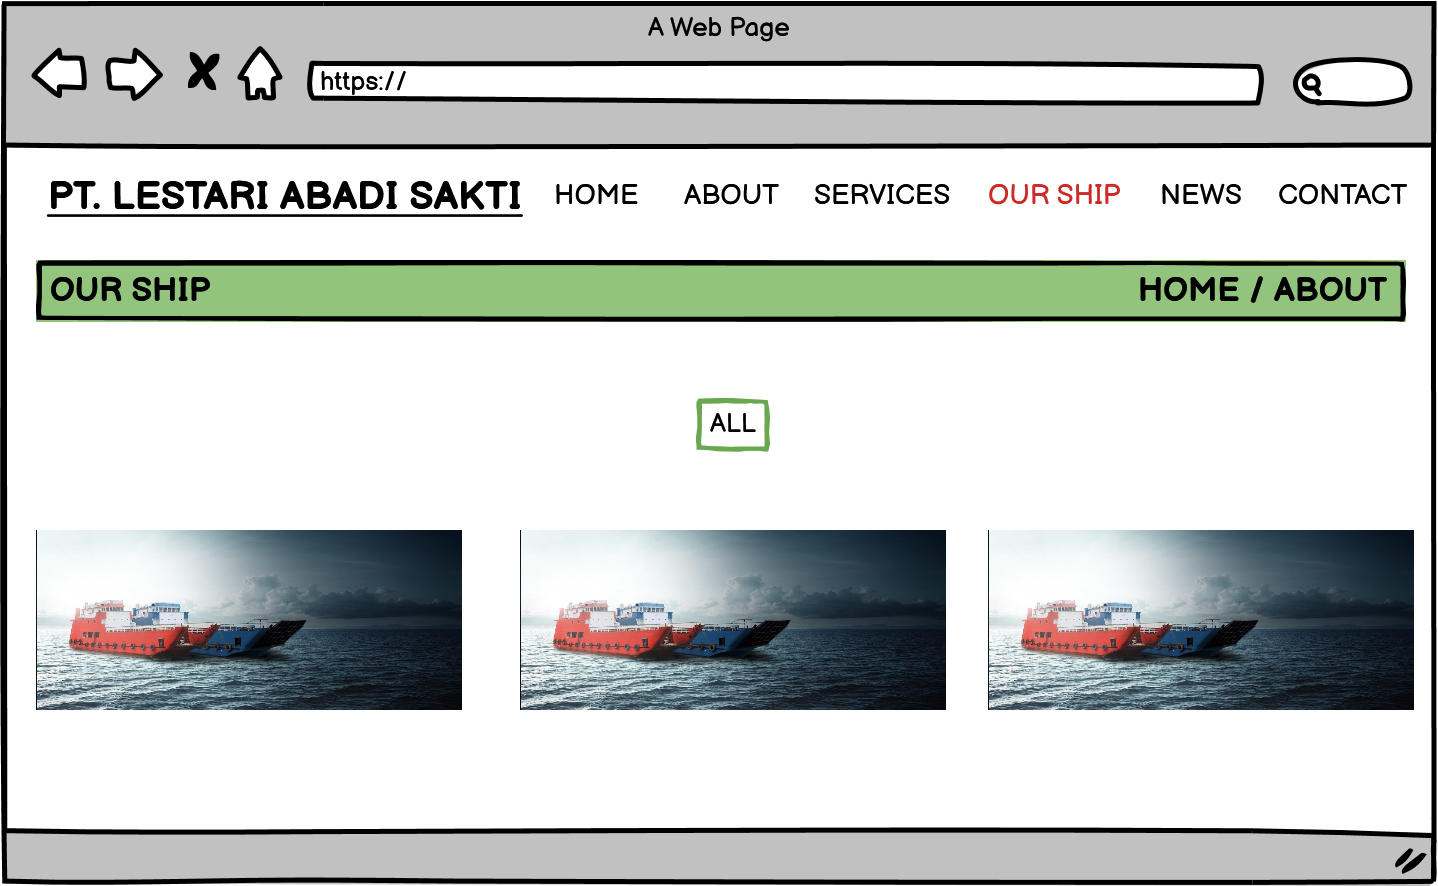 A Web Page
https://
PT. LESTARI ABADI SAKTI HOME ABOUT SERVICES OUR SHIP NEWS CONTACT
OUR SHIP HOME / ABOUT
ALL